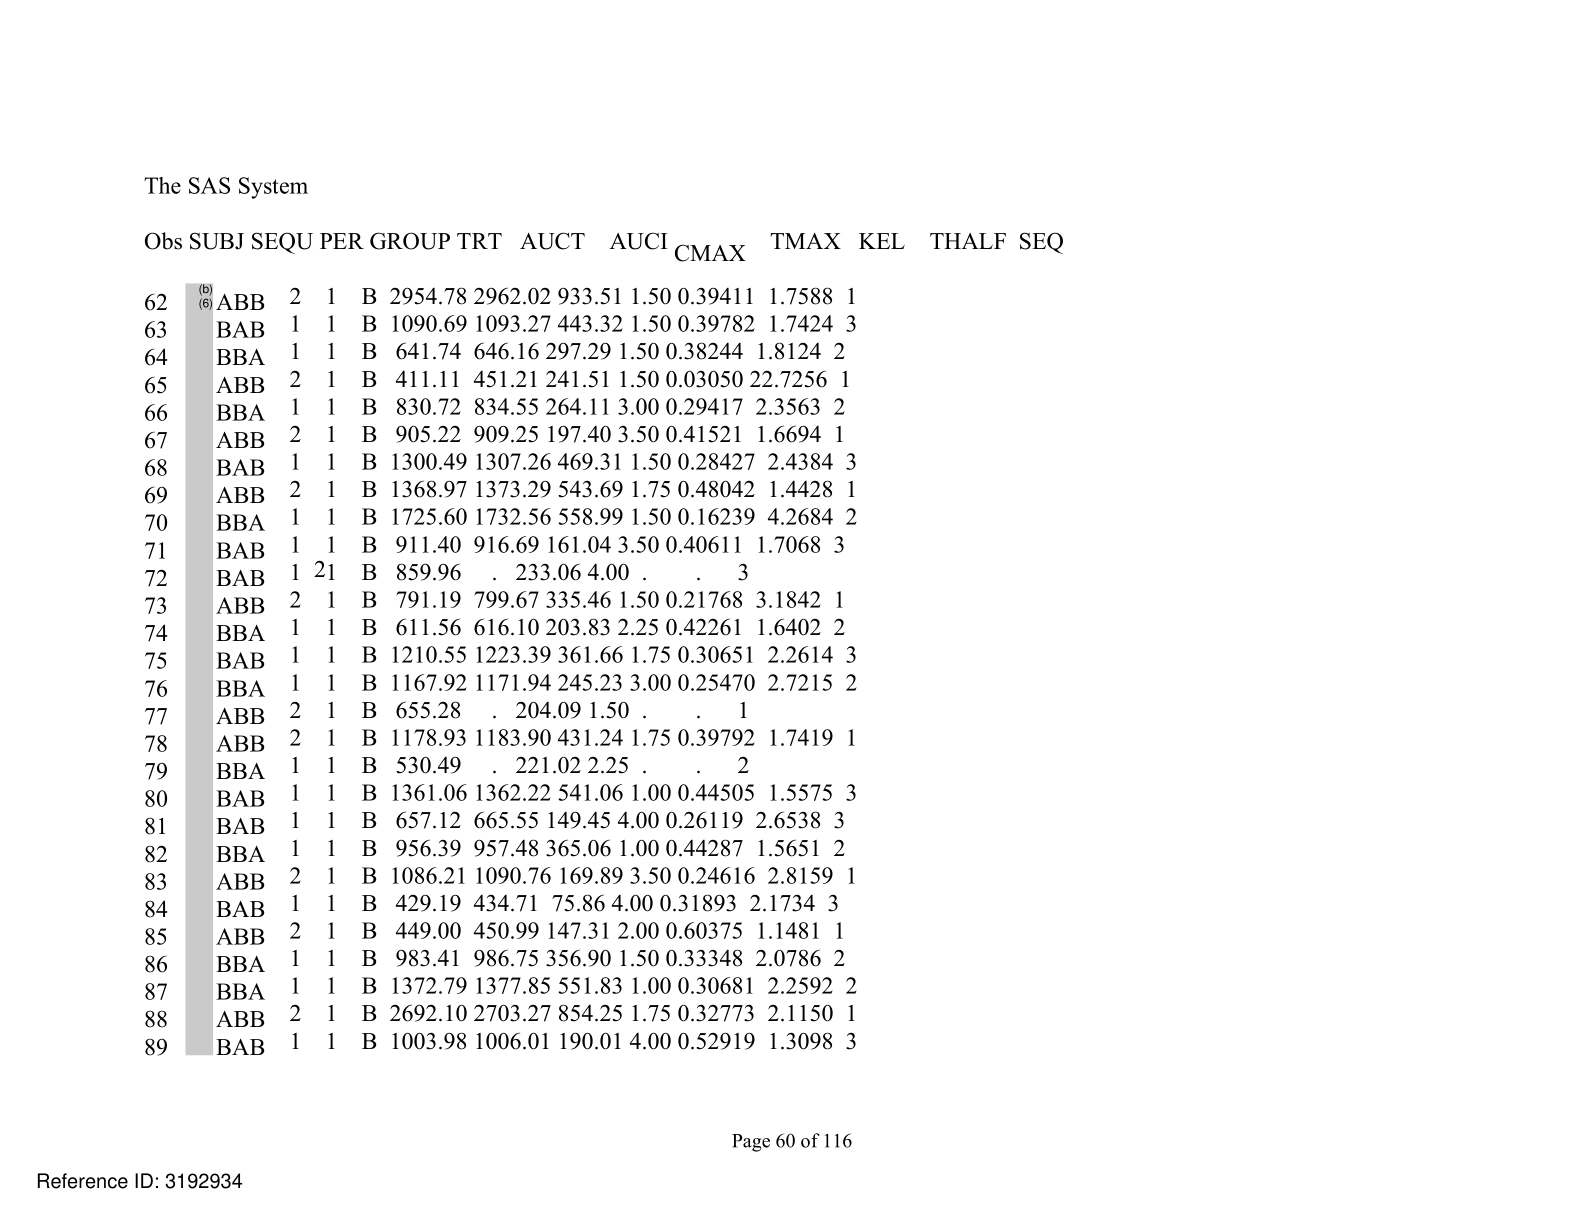 The SAS System
Obs SUBJ SEQU PER GROUP TRT AUCT AUCI CMAX TMAX KEL THALF SEQ
62 (b) (6) ABB 2 1 B 2954.78 2962.02 933.51 1.50 0.39411 1.7588 1
63 BAB 1 1 B 1090.69 1093.27 443.32 1.50 0.39782 1.7424 3
64 BBA 1 1 B 641.74 646.16 297.29 1.50 0.38244 1.8124 2
65 ABB 2 1 B 411.11 451.21 241.51 1.50 0.03050 22.7256 1
66 BBA 1 1 B 830.72 834.55 264.11 3.00 0.29417 2.3563 2
67 ABB 2 1 B 905.22 909.25 197.40 3.50 0.41521 1.6694 1
68 BAB 1 1 B 1300.49 1307.26 469.31 1.50 0.28427 2.4384 3
69 ABB 2 1 B 1368.97 1373.29 543.69 1.75 0.48042 1.4428 1
70 BBA 1 1 B 1725.60 1732.56 558.99 1.50 0.16239 4.2684 2
71 BAB 1 1 B 911.40 916.69 161.04 3.50 0.40611 1.7068 3
72 BAB 1 21 B 859.96 . 233.06 4.00 . . 3
73 ABB 2 1 B 791.19 799.67 335.46 1.50 0.21768 3.1842 1
74 BBA 1 1 B 611.56 616.10 203.83 2.25 0.42261 1.6402 2
75 BAB 1 1 B 1210.55 1223.39 361.66 1.75 0.30651 2.2614 3
76 BBA 1 1 B 1167.92 1171.94 245.23 3.00 0.25470 2.7215 2
77 ABB 2 1 B 655.28 . 204.09 1.50 . . 1
78 ABB 2 1 B 1178.93 1183.90 431.24 1.75 0.39792 1.7419 1
79 BBA 1 1 B 530.49 . 221.02 2.25 . . 2
80 BAB 1 1 B 1361.06 1362.22 541.06 1.00 0.44505 1.5575 3
81 BAB 1 1 B 657.12 665.55 149.45 4.00 0.26119 2.6538 3
82 BBA 1 1 B 956.39 957.48 365.06 1.00 0.44287 1.5651 2
83 ABB 2 1 B 1086.21 1090.76 169.89 3.50 0.24616 2.8159 1
84 BAB 1 1 B 429.19 434.71 75.86 4.00 0.31893 2.1734 3
85 ABB 2 1 B 449.00 450.99 147.31 2.00 0.60375 1.1481 1
86 BBA 1 1 B 983.41 986.75 356.90 1.50 0.33348 2.0786 2
87 BBA 1 1 B 1372.79 1377.85 551.83 1.00 0.30681 2.2592 2
88 ABB 2 1 B 2692.10 2703.27 854.25 1.75 0.32773 2.1150 1
89 BAB 1 1 B 1003.98 1006.01 190.01 4.00 0.52919 1.3098 3
Page 60 of 116
Reference ID: 3192934